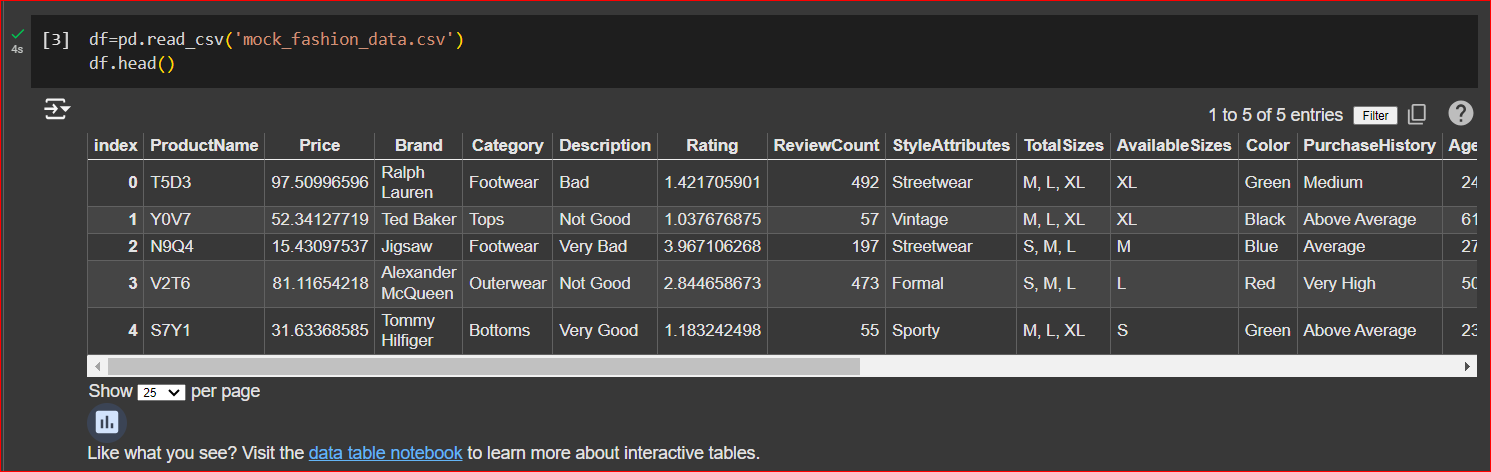 [3] df=pd.read_csv('mock_fashion_data.csv')
df.head()
4s
1 to 5 of 5 entries Filter
index ProductName Price Brand Category Description Rating ReviewCount StyleAttributes TotalSizes AvailableSizes Color PurchaseHistory Age
0 T5D3 97.50996596 Ralph Lauren Footwear Bad 1.421705901 492 Streetwear M, L, XL XL Green Medium 24
1 Y0V7 52.34127719 Ted Baker Tops Not Good 1.037676875 57 Vintage M, L, XL XL Black Above Average 61
2 N9Q4 15.43097537 Jigsaw Footwear Very Bad 3.967106268 197 Streetwear S, M, L M Blue Average 27
3 V2T6 81.11654218 Alexander McQueen Outerwear Not Good 2.844658673 473 Formal S, M, L L Red Very High 50
4 S7Y1 31.63368585 Tommy Hilfiger Bottoms Very Good 1.183242498 55 Sporty M, L, XL S Green Above Average 23
Show 25 per page
Like what you see? Visit the data table notebook to learn more about interactive tables.